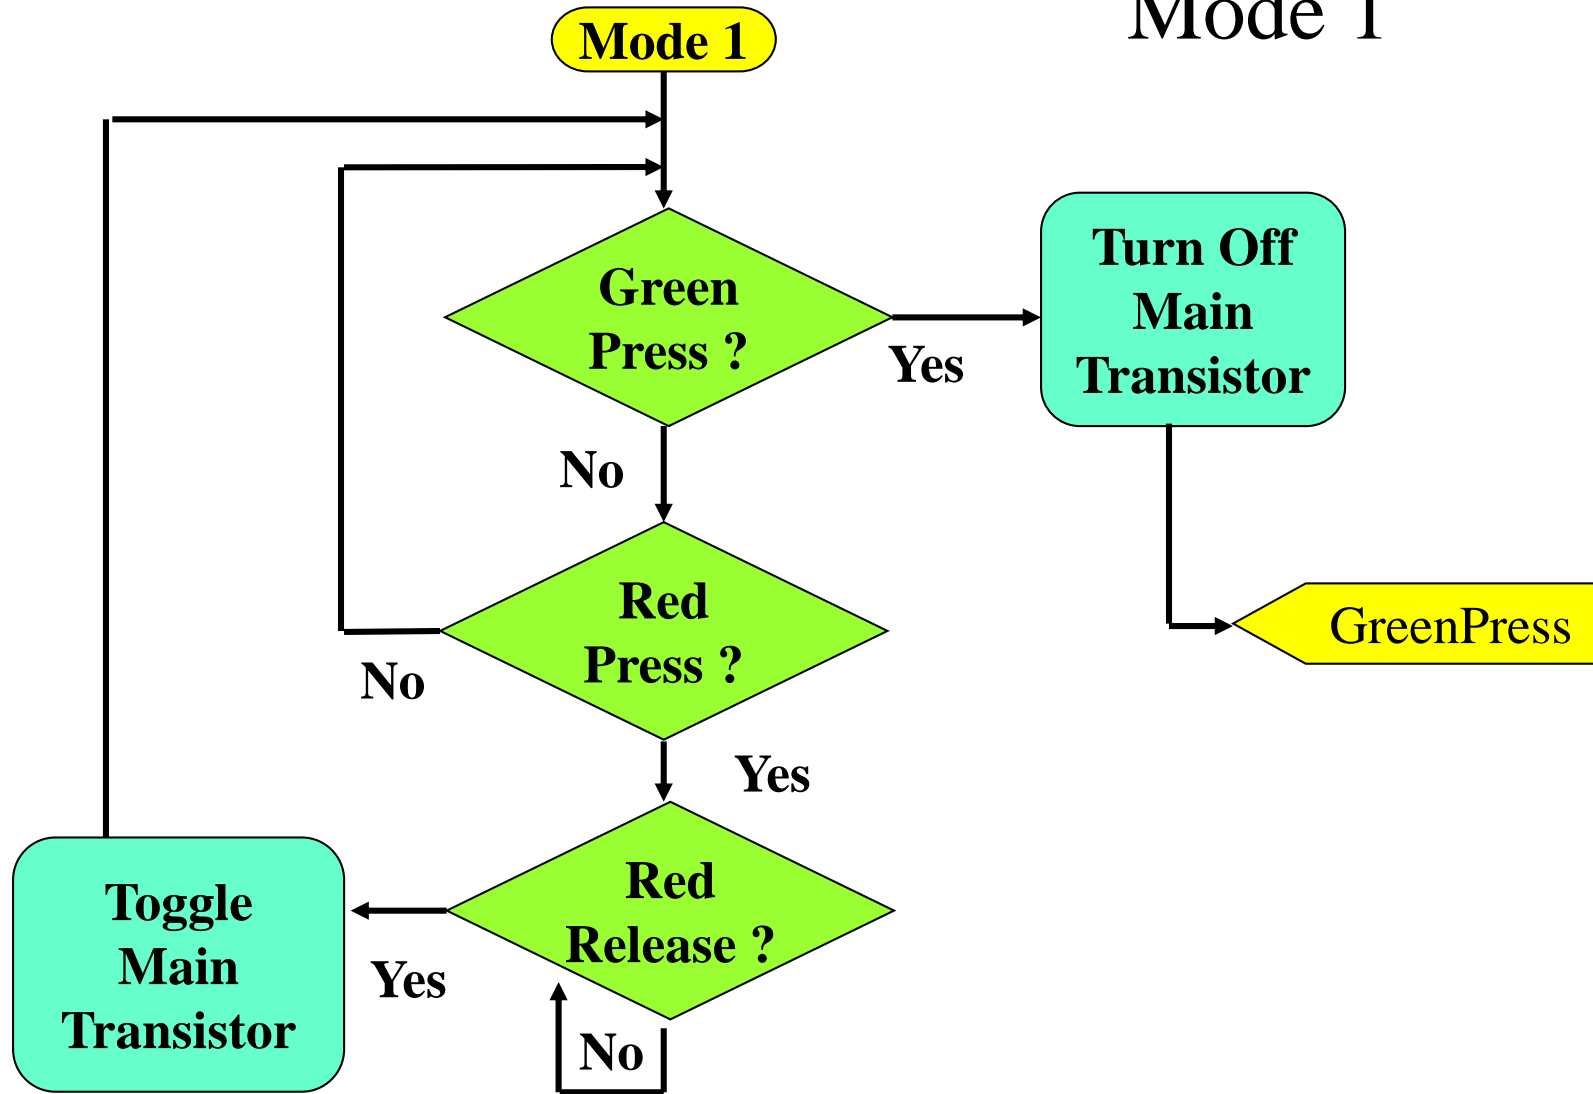 Mode 1
Mode 1
Green
Press ?
Yes
Turn Off
Main
Transistor
No
Red
Press ?
No
GreenPress
Yes
Red
Release ?
Yes
Toggle
Main
Transistor
No